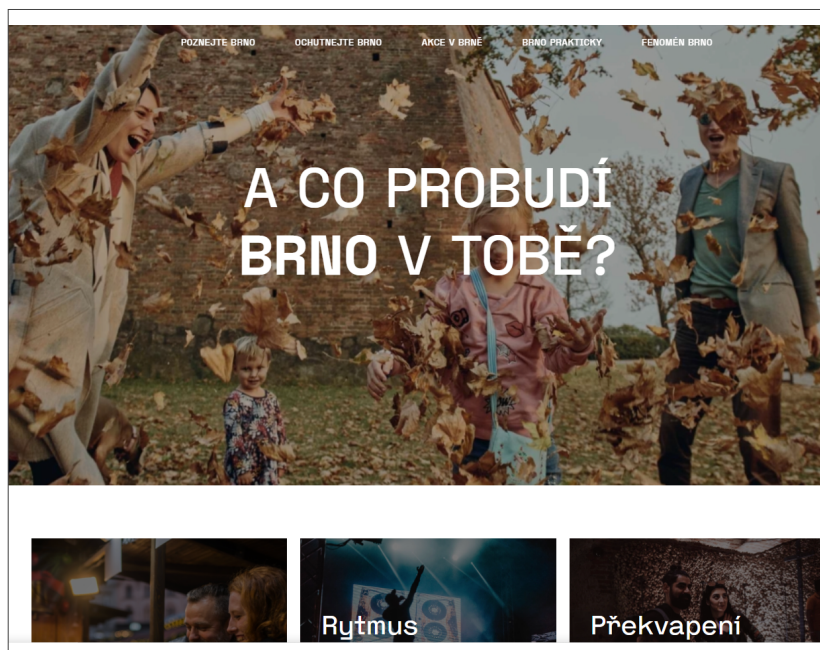 POZNEJTE BRNO OCHUTNEJTE BRNO AKCE V BRNĚ BRNO PRAKTICKY FENOMÉN BRNO
A CO PROBUDÍ
BRNO V TOBĚ?
Rytmus Překvapení